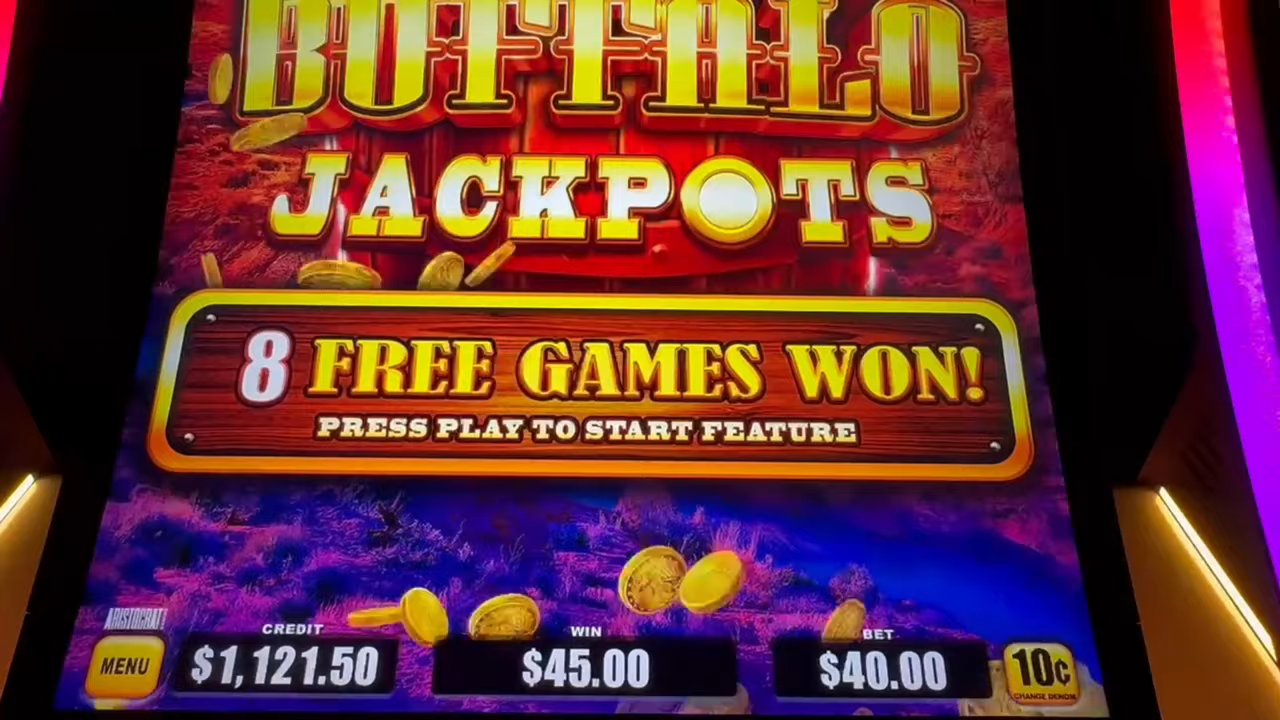 BUFFALO
JACKPOTS
8 FREE GAMES WON!
PRESS PLAY TO START FEATURE
ARISTOCRAT
MENU
CREDIT
$1,121.50
WIN
$45.00
BET
$40.00
10¢
CHANGE DENOM